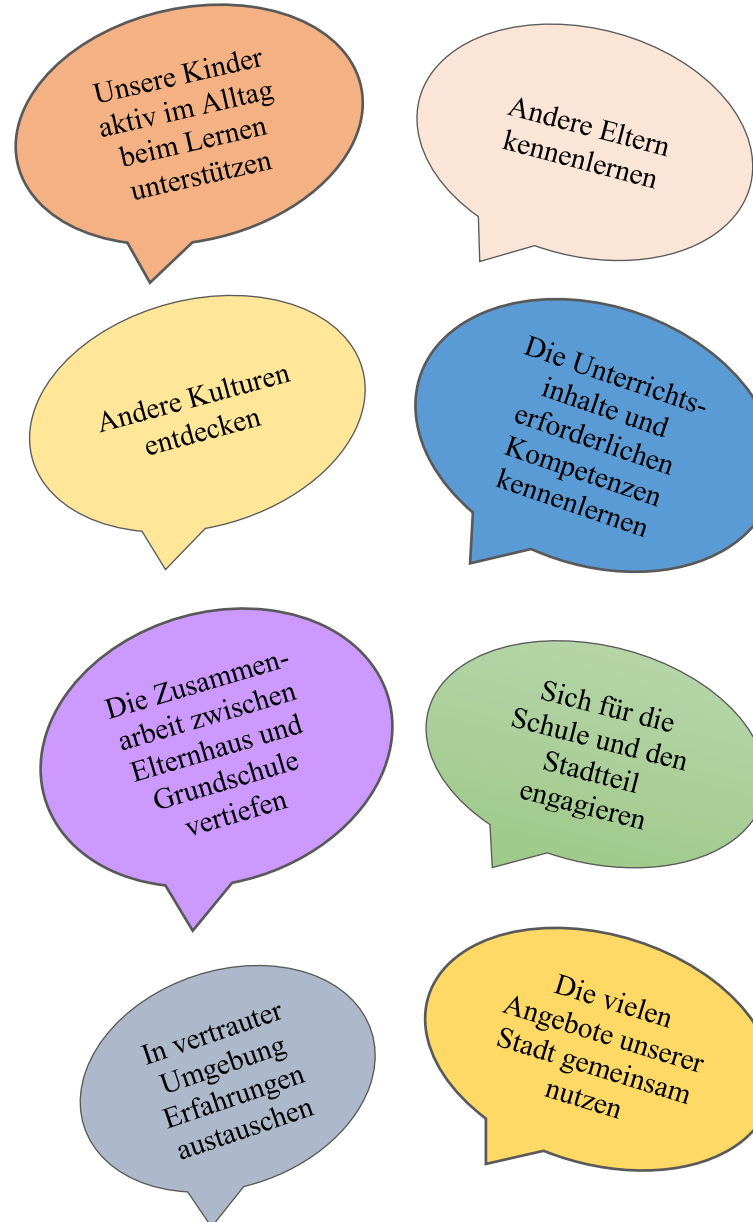 Unsere Kinder
aktiv im Alltag
beim Lernen
unterstützen
Andere Eltern
kennenlernen
Andere Kulturen
entdecken
Die Unterrichts-
inhalte und
erforderlichen
Kompetenzen
kennenlernen
Die Zusammen-
arbeit zwischen
Elternhaus und
Grundschule
vertiefen
Sich für die
Schule und den
Stadtteil
engagieren
In vertrauter
Umgebung
Erfahrungen
austauschen
Die vielen
Angebote unserer
Stadt gemeinsam
nutzen